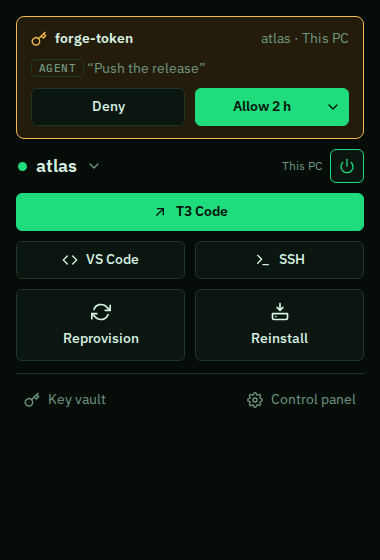 forge-token atlas · This PC
AGENT “Push the release”
Deny Allow 2 h
atlas This PC
T3 Code
VS Code SSH
Reprovision Reinstall
Key vault Control panel